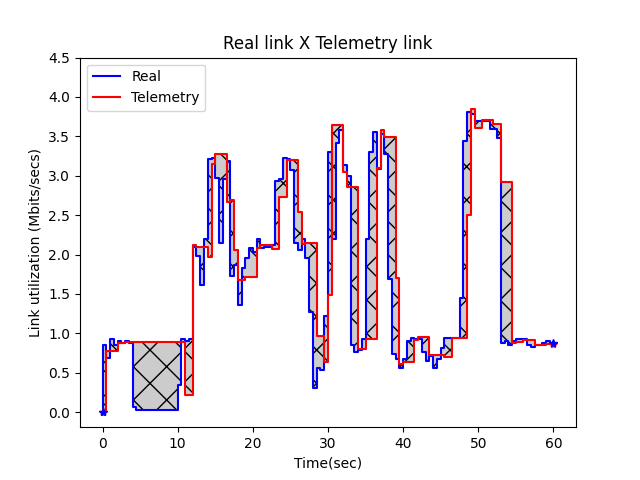 Real link X Telemetry link
Real
Telemetry
Link utilization (Mbits/secs)
4.5
4.0
3.5
3.0
2.5
2.0
1.5
1.0
0.5
0.0
0 10 20 30 40 50 60
Time(sec)